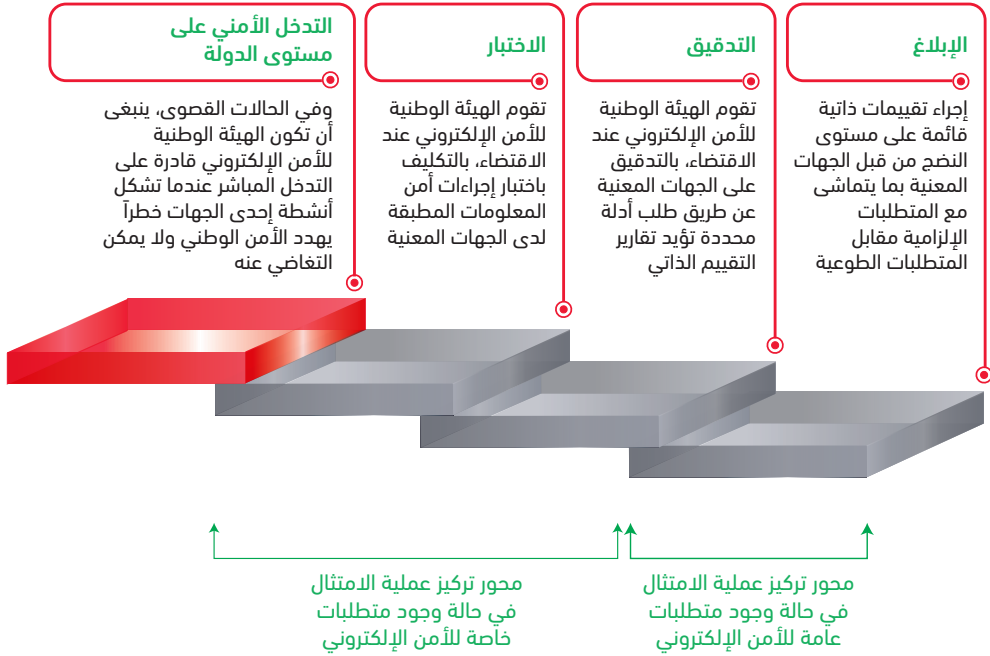 الإبلاغ
إجراء تقييمات ذاتية
قائمة على مستوى
النضج من قبل الجهات
المعنية بما يتماشى
مع المتطلبات
الإلزامية مقابل
المتطلبات الطوعية
التدقيق
تقوم الهيئة الوطنية
للأمن الإلكتروني عند
الاقتضاء، بالتدقيق
على الجهات المعنية
عن طريق طلب أدلة
محددة تؤيد تقارير
التقييم الذاتي
الاختبار
تقوم الهيئة الوطنية
للأمن الإلكتروني عند
الاقتضاء، بالتكليف
باختبار إجراءات أمن
المعلومات المطبقة
لدى الجهات المعنية
التدخل الأمني على
مستوى الدولة
وفي الحالات القصوى، ينبغي
أن تكون الهيئة الوطنية
للأمن الإلكتروني قادرة على
التدخل المباشر عندما تشكل
أنشطة إحدى الجهات خطراً
يهدد الأمن الوطني ولا يمكن
التغاضي عنه
محور تركيز عملية الامتثال
في حالة وجود متطلبات
عامة للأمن الإلكتروني
محور تركيز عملية الامتثال
في حالة وجود متطلبات
خاصة للأمن الإلكتروني